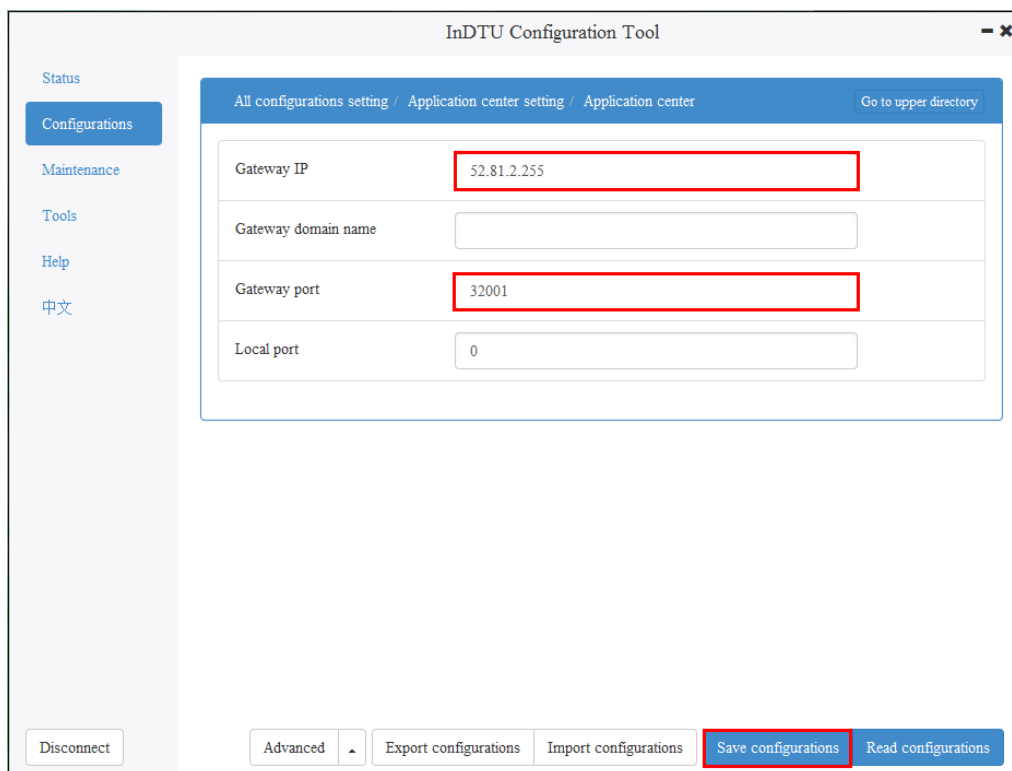 InDTU Configuration Tool
Status
Configurations
Maintenance
Tools
Help
中文
All configurations setting / Application center setting / Application center
Go to upper directory
Gateway IP
52.81.2.255
Gateway domain name
Gateway port
32001
Local port
0
Disconnect
Advanced
Export configurations
Import configurations
Save configurations
Read configurations